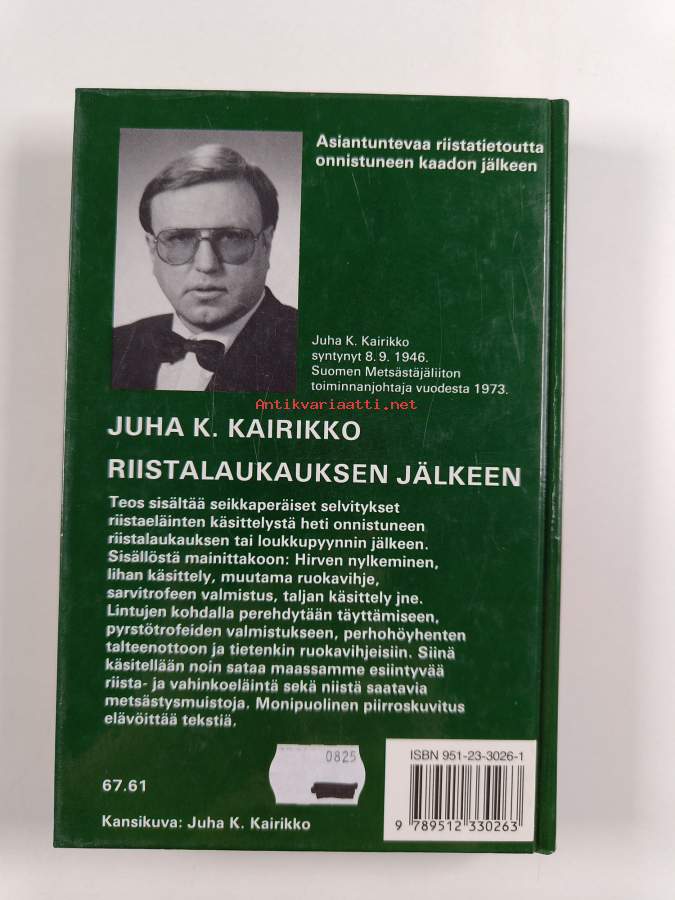 Asiantuntevaa riistatietoutta
onnistuneen kaadon jälkeen
Juha K. Kairikko
syntynyt 8. 9. 1946.
Suomen Metsästäjäliiton
toiminnanjohtaja vuodesta 1973.
Antikvariaatti.net
JUHA K. KAIRIKKO
RIISTALAUKAUKSEN JÄLKEEN
Teos sisältää seikkaperäiset selvitykset
riistaeläinten käsittelystä heti onnistuneen
riistalaukauksen tai loukkupyynnin jälkeen.
Sisällöstä mainittakoon: Hirven nylkeminen,
lihan käsittely, muutama ruokavihje,
sarvitrofeen valmistus, taljan käsittely jne.
Lintujen kohdalla perehdytään täyttämiseen,
pyrstötrofeiden valmistukseen, perhohöyhenten
talteenottoon ja tietenkin ruokavihjeisiin. Siinä
käsitellään noin sataa maassamme esiintyvää
riista- ja vahinkoeläintä sekä niistä saatavia
metsästysmuistoja. Monipuolinen piirroskuvitus
elävöittää tekstiä.
0825
ISBN 951-23-3026-1
67.61
Kansikuva: Juha K. Kairikko
9 789512 330263